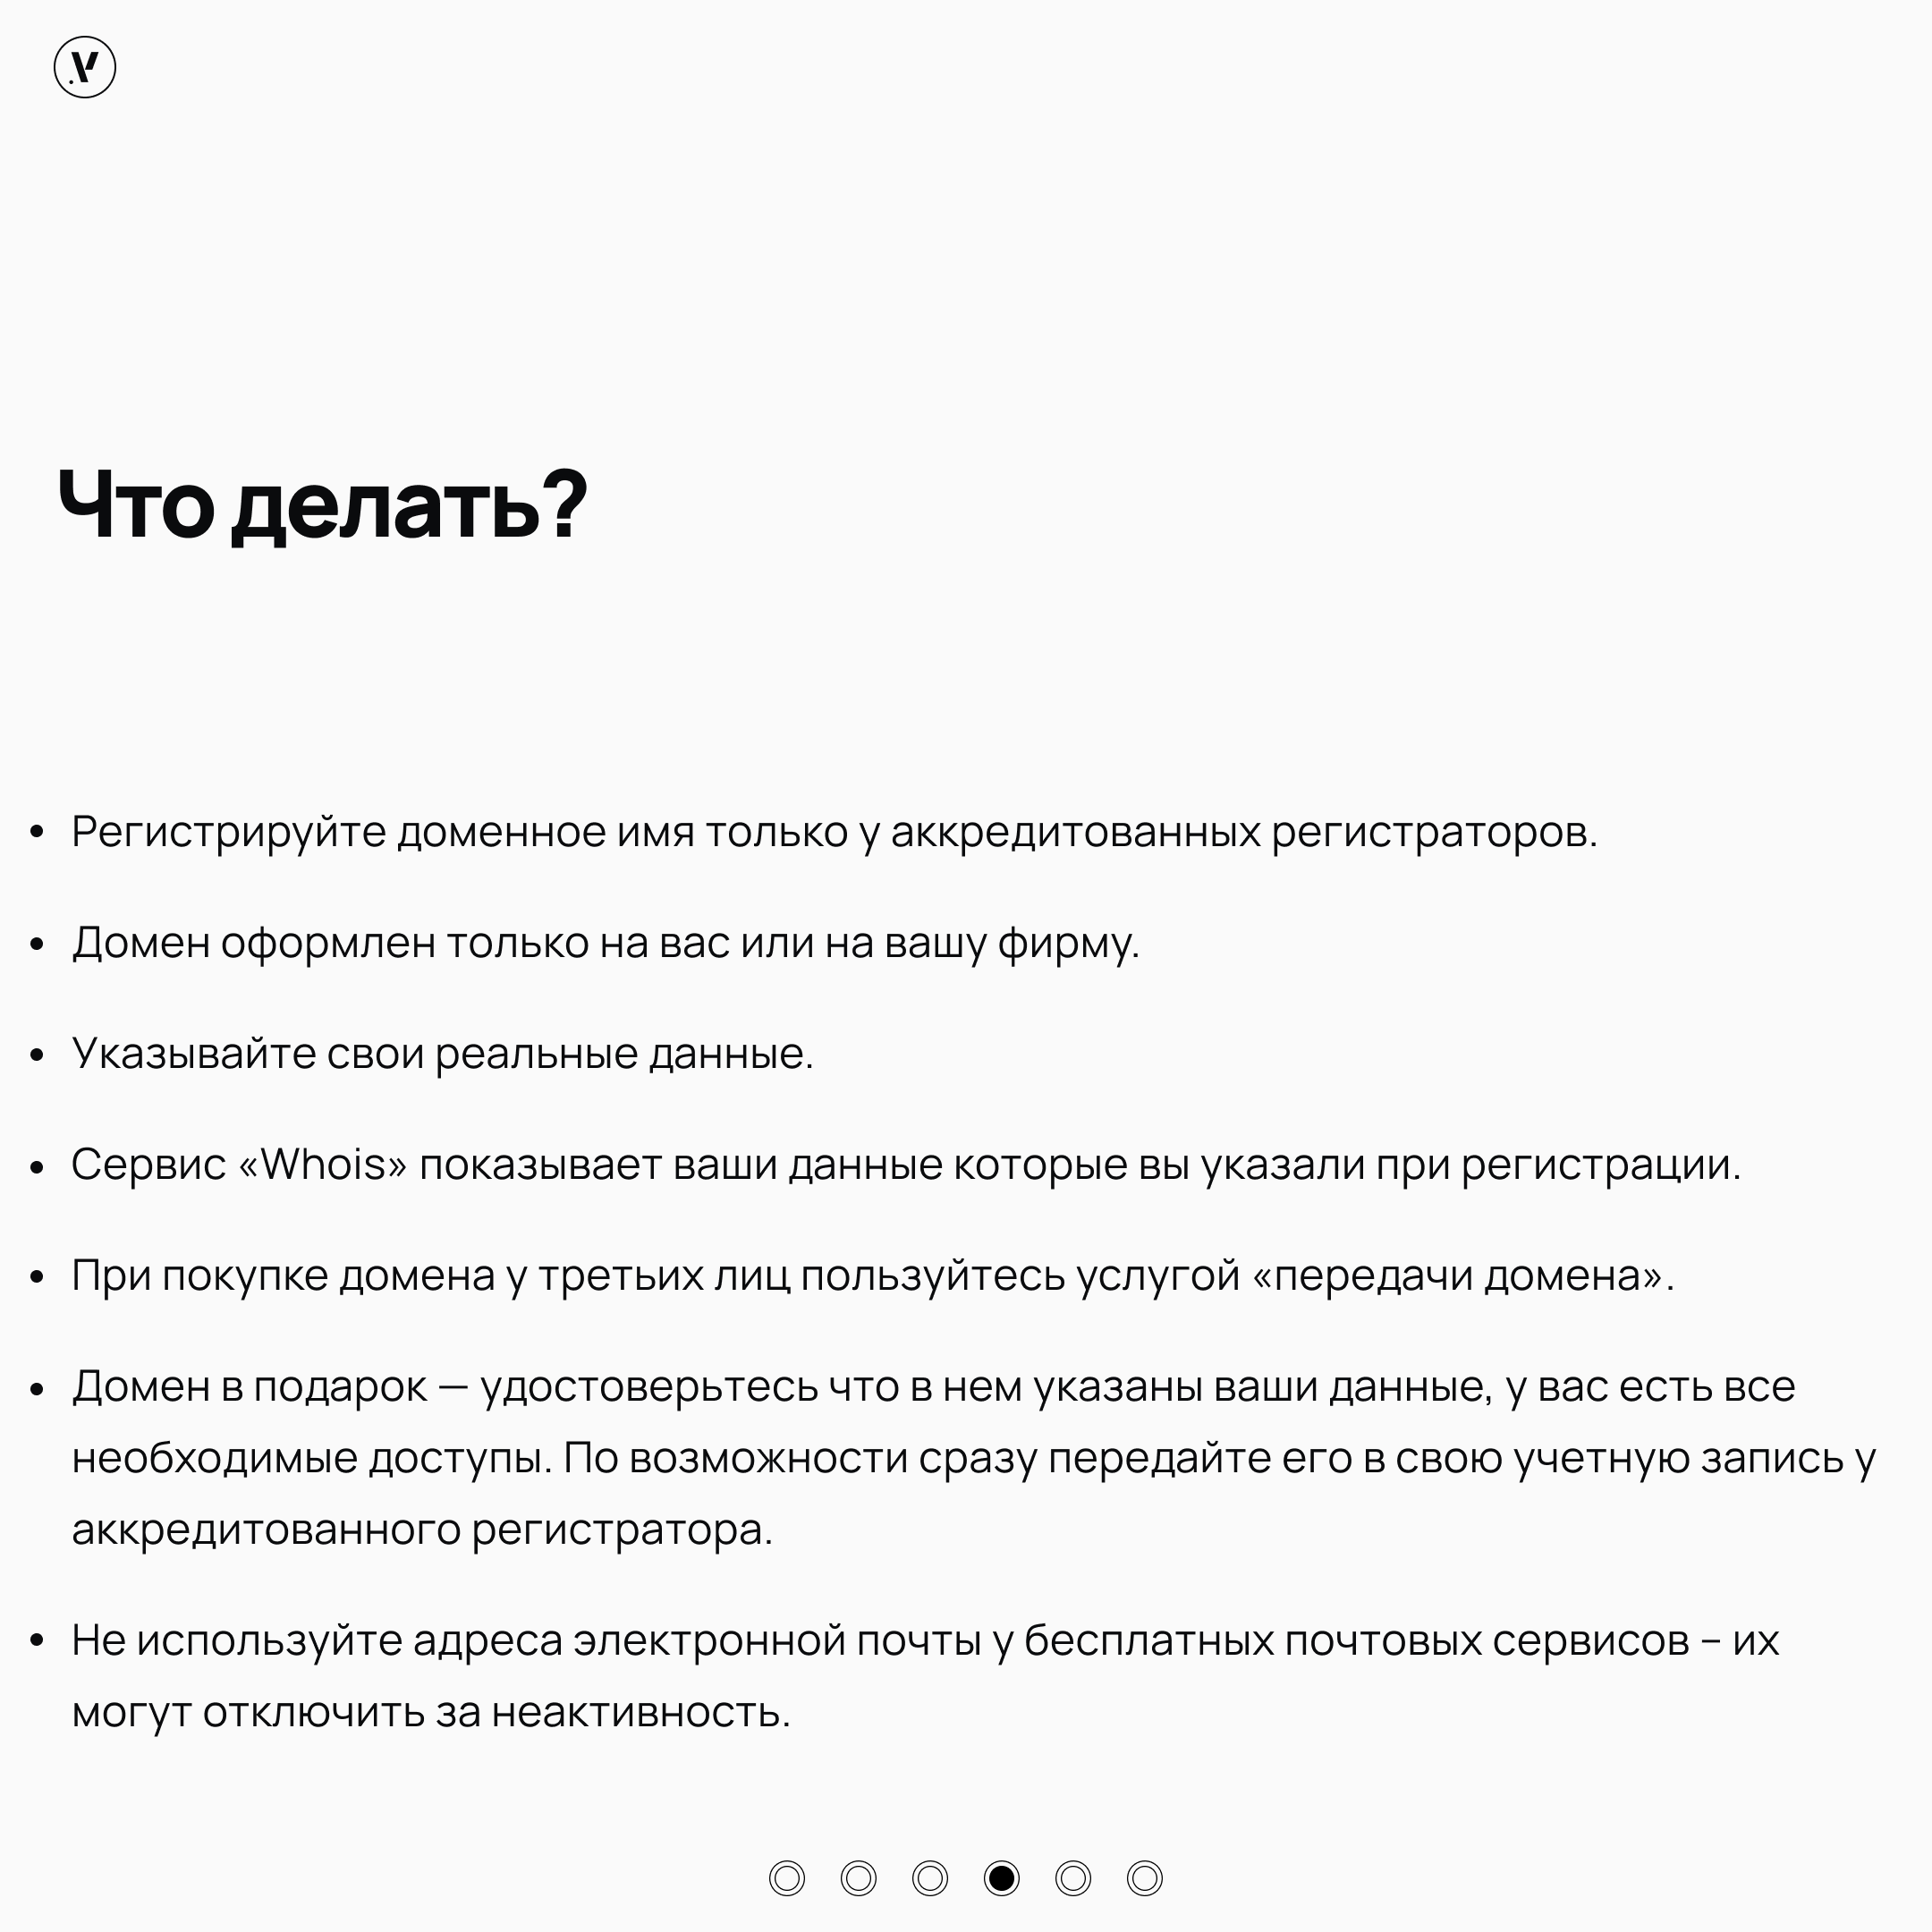 Что делать?
• Регистрируйте доменное имя только у аккредитованных регистраторов.
• Домен оформлен только на вас или на вашу фирму.
• Указывайте свои реальные данные.
• Сервис «Whois» показывает ваши данные которые вы указали при регистрации.
• При покупке домена у третьих лиц пользуйтесь услугой «передачи домена».
• Домен в подарок — удостоверьтесь что в нем указаны ваши данные, у вас есть все
необходимые доступы. По возможности сразу передайте его в свою учетную запись у
аккредитованного регистратора.
• Не используйте адреса электронной почты у бесплатных почтовых сервисов – их
могут отключить за неактивность.